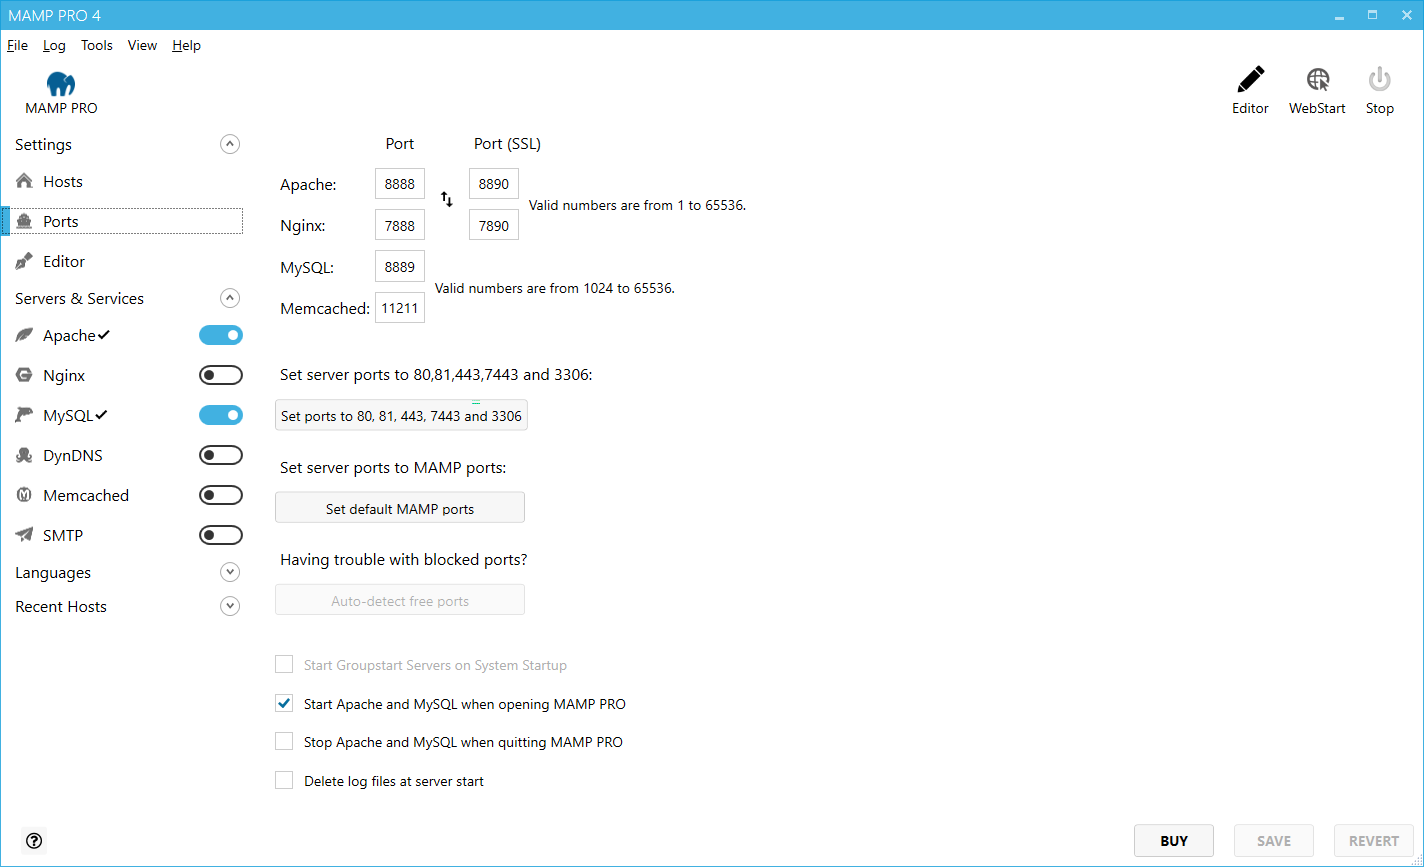 MAMP PRO 4
File Log Tools View Help
MAMP PRO
Editor WebStart Stop
Settings
Hosts
Ports
Editor
Servers & Services
Apache
Nginx
MySQL
DynDNS
Memcached
SMTP
Languages
Recent Hosts
Port Port (SSL)
Apache: 8888 8890
Valid numbers are from 1 to 65536.
Nginx: 7888 7890
MySQL: 8889
Valid numbers are from 1024 to 65536.
Memcached: 11211
Set server ports to 80,81,443,7443 and 3306:
Set ports to 80, 81, 443, 7443 and 3306
Set server ports to MAMP ports:
Set default MAMP ports
Having trouble with blocked ports?
Auto-detect free ports
Start Groupstart Servers on System Startup
Start Apache and MySQL when opening MAMP PRO
Stop Apache and MySQL when quitting MAMP PRO
Delete log files at server start
BUY SAVE REVERT